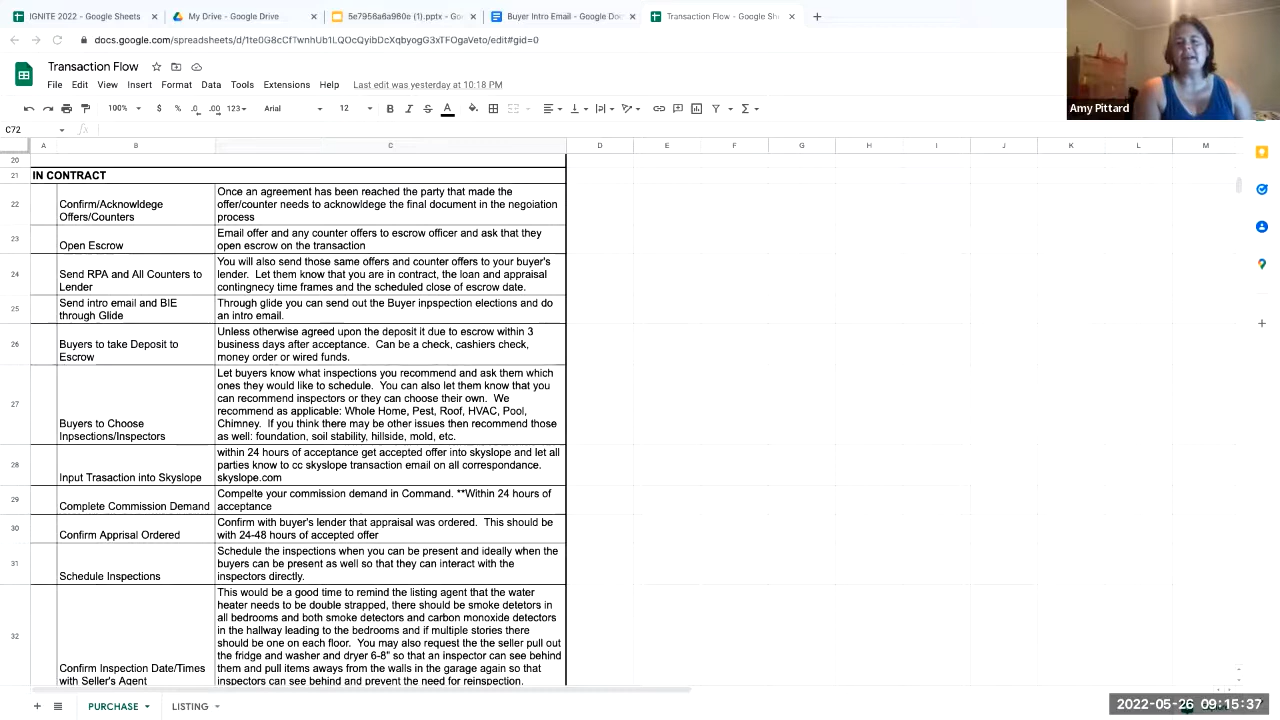 IGNITE 2022 - Google Sheets
My Drive - Google Drive
5e7956a6a960e (1).pptx - Goo
Buyer Intro Email - Google Doc
Transaction Flow - Google She
docs.google.com/spreadsheets/d/1te0G8cCfTwnhUb1LQOcQyibDcXqbyogG3xTFOgaVeto/edit#gid=0
Transaction Flow
File Edit View Insert Format Data Tools Extensions Help Last edit was yesterday at 10:18 PM
100% $ % .0 .00 123 Arial 12 B I S A
Amy Pittard
C72 fx
A B C D E F G H I J K L M
20
21 IN CONTRACT
22
Confirm/Acknowldege
Offers/Counters
Once an agreement has been reached the party that made the
offer/counter needs to acknowldege the final document in the negoiation
process
23
Open Escrow
Email offer and any counter offers to escrow officer and ask that they
open escrow on the transaction
24
Send RPA and All Counters to
Lender
You will also send those same offers and counter offers to your buyer's
lender. Let them know that you are in contract, the loan and appraisal
contingnecy time frames and the scheduled close of escrow date.
25
Send intro email and BIE
through Glide
Through glide you can send out the Buyer inpspection elections and do
an intro email.
26
Buyers to take Deposit to
Escrow
Unless otherwise agreed upon the deposit it due to escrow within 3
business days after acceptance. Can be a check, cashiers check,
money order or wired funds.
27
Buyers to Choose
Inpsections/Inspectors
Let buyers know what inspections you recommend and ask them which
ones they would like to schedule. You can also let them know that you
can recommend inspectors or they can choose their own. We
recommend as applicable: Whole Home, Pest, Roof, HVAC, Pool,
Chimney. If you think there may be other issues then recommend those
as well: foundation, soil stability, hillside, mold, etc.
28
Input Trasaction into Skyslope
within 24 hours of acceptance get accepted offer into skyslope and let all
parties know to cc skyslope transaction email on all correspondance.
skyslope.com
29
Complete Commission Demand
Compelte your commission demand in Command. **Within 24 hours of
acceptance
30
Confirm Apprisal Ordered
Confirm with buyer's lender that appraisal was ordered. This should be
with 24-48 hours of accepted offer
31
Schedule Inspections
Schedule the inspections when you can be present and ideally when the
buyers can be present as well so that they can interact with the
inspectors directly.
32
Confirm Inspection Date/Times
with Seller's Agent
This would be a good time to remind the listing agent that the water
heater needs to be double strapped, there should be smoke detetors in
all bedrooms and both smoke detectors and carbon monoxide detectors
in the hallway leading to the bedrooms and if multiple stories there
should be one on each floor. You may also request the the seller pull out
the fridge and washer and dryer 6-8" so that an inspector can see behind
them and pull items aways from the walls in the garage again so that
inspectors can see behind and prevent the need for reinspection.
PURCHASE LISTING
2022-05-26 09:15:37